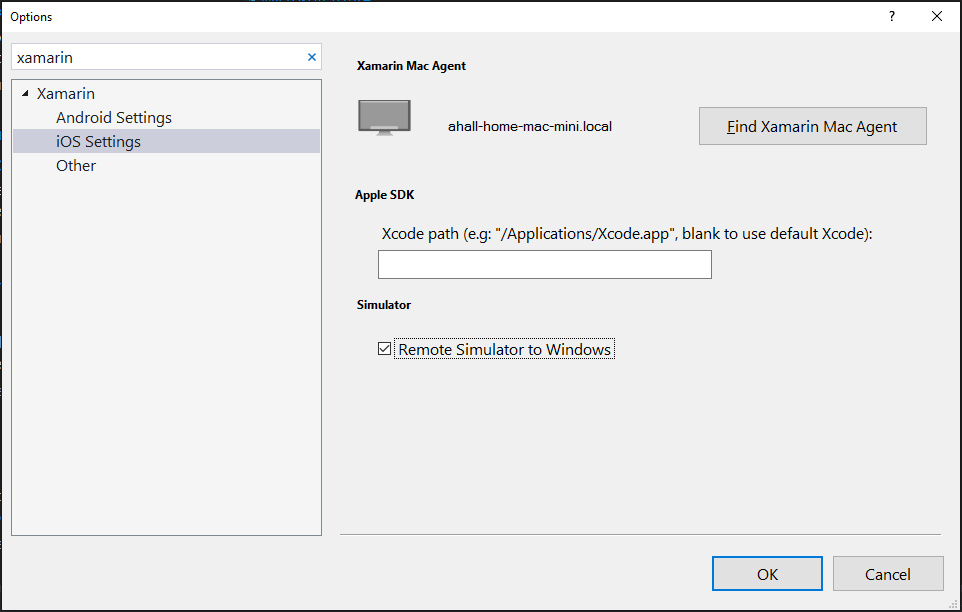 Options
?
xamarin
Xamarin
Android Settings
iOS Settings
Other
Xamarin Mac Agent
ahall-home-mac-mini.local
Find Xamarin Mac Agent
Apple SDK
Xcode path (e.g: "/Applications/Xcode.app", blank to use default Xcode):
Simulator
Remote Simulator to Windows
OK
Cancel